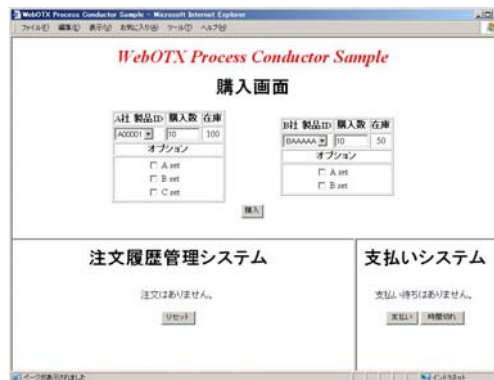 WebOTX Process Conductor Sample - Microsoft Internet Explorer
ファイル(F) 編集(E) 表示(V) お気に入り(A) ツール(T) ヘルプ(H)
WebOTX Process Conductor Sample
購入画面
A社 製品ID 購入数 在庫
A00001 10 100
オプション
A set
B set
C set
B社 製品ID 購入数 在庫
BAAAAA 10 50
オプション
A set
B set
購入
注文履歴管理システム
注文はありません。
リセット
支払いシステム
支払い待ちはありません。
支払い 時間切れ
ページが表示されました イントラネット